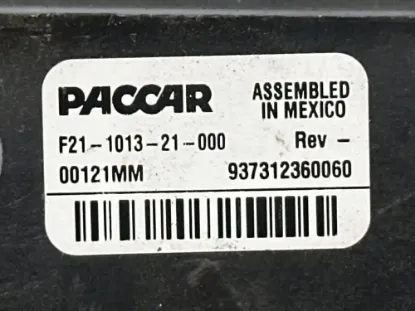 PACCAR ASSEMBLED IN MEXICO
F21-1013-21-000 Rev -
00121MM 937312360060